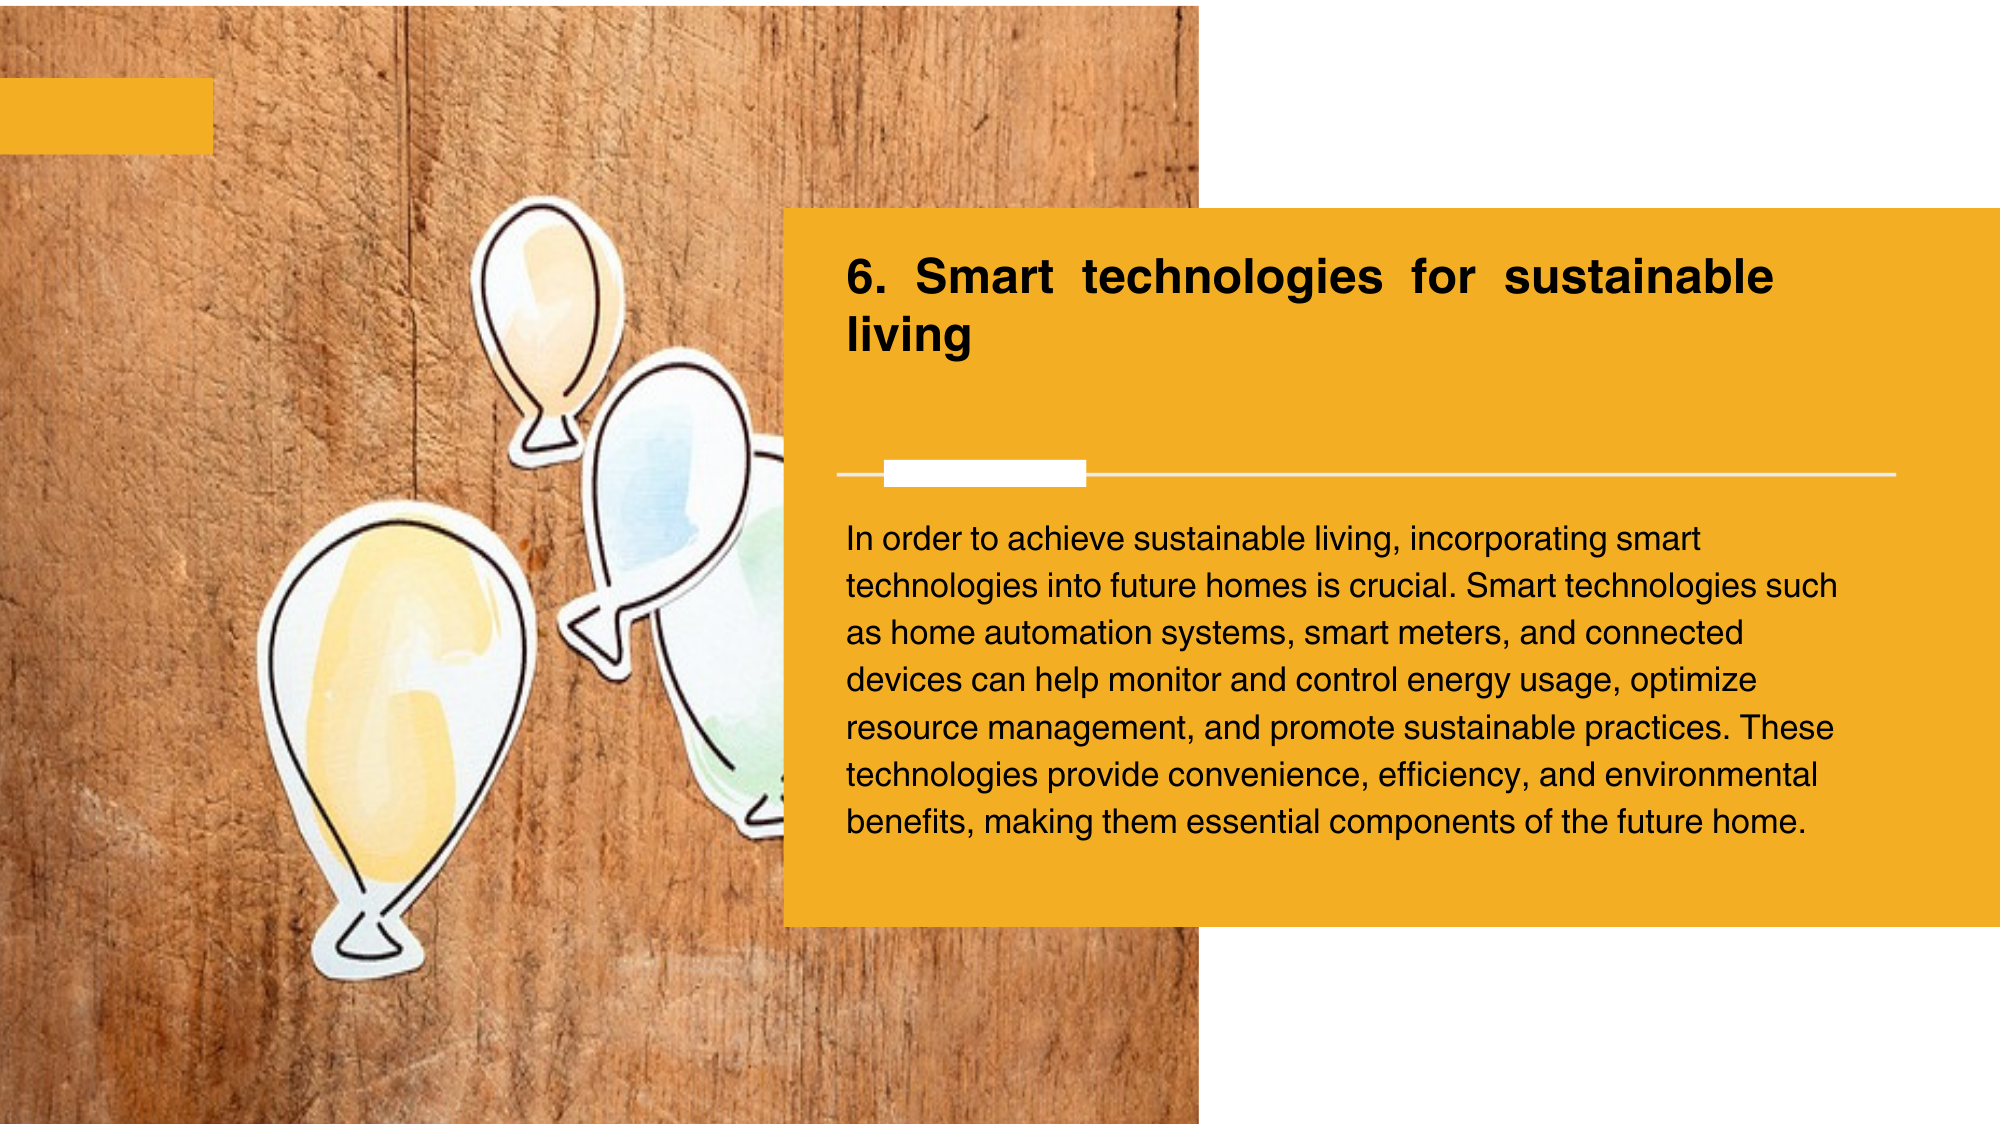 6. Smart technologies for sustainable
living
In order to achieve sustainable living, incorporating smart
technologies into future homes is crucial. Smart technologies such
as home automation systems, smart meters, and connected
devices can help monitor and control energy usage, optimize
resource management, and promote sustainable practices. These
technologies provide convenience, efficiency, and environmental
benefits, making them essential components of the future home.